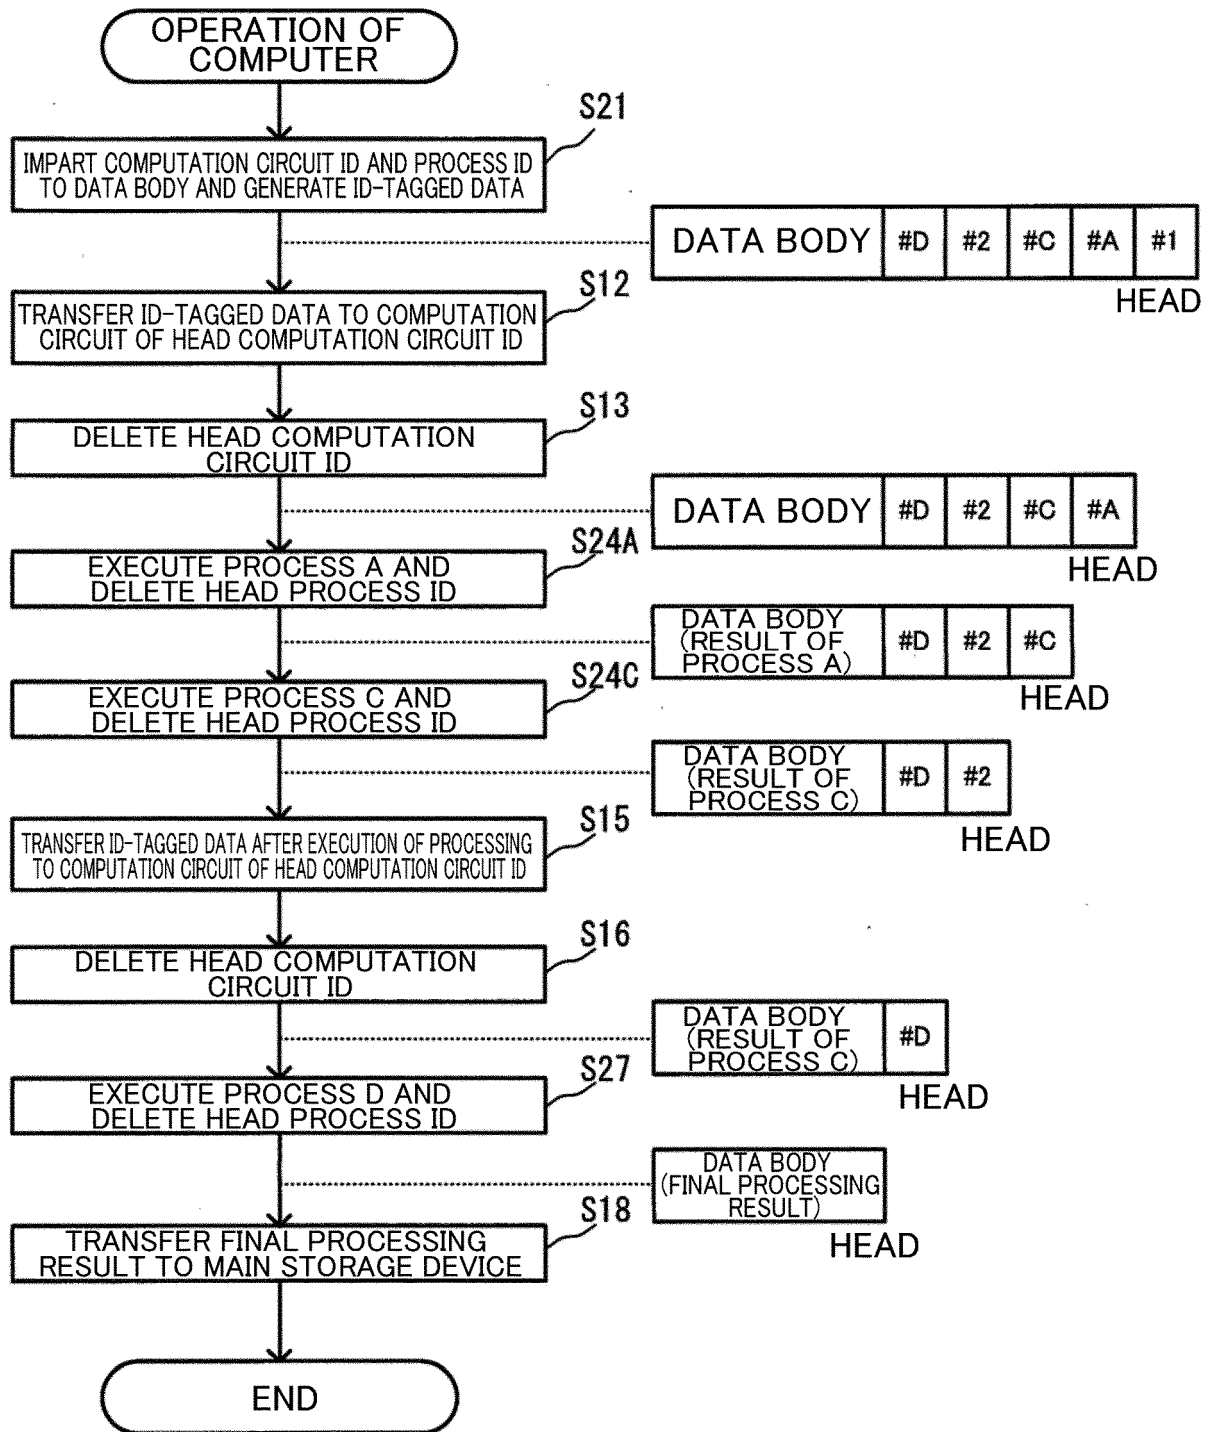 OPERATION OF
COMPUTER
S21
IMPART COMPUTATION CIRCUIT ID AND PROCESS ID
TO DATA BODY AND GENERATE ID-TAGGED DATA
DATA BODY #D #2 #C #A #1
HEAD
S12
TRANSFER ID-TAGGED DATA TO COMPUTATION
CIRCUIT OF HEAD COMPUTATION CIRCUIT ID
S13
DELETE HEAD COMPUTATION
CIRCUIT ID
DATA BODY #D #2 #C #A
HEAD
S24A
EXECUTE PROCESS A AND
DELETE HEAD PROCESS ID
DATA BODY
(RESULT OF
PROCESS A)
#D #2 #C
HEAD
S24C
EXECUTE PROCESS C AND
DELETE HEAD PROCESS ID
DATA BODY
(RESULT OF
PROCESS C)
#D #2
HEAD
S15
TRANSFER ID-TAGGED DATA AFTER EXECUTION OF PROCESSING
TO COMPUTATION CIRCUIT OF HEAD COMPUTATION CIRCUIT ID
S16
DELETE HEAD COMPUTATION
CIRCUIT ID
DATA BODY
(RESULT OF
PROCESS C)
#D
HEAD
S27
EXECUTE PROCESS D AND
DELETE HEAD PROCESS ID
DATA BODY
(FINAL PROCESSING
RESULT)
HEAD
S18
TRANSFER FINAL PROCESSING
RESULT TO MAIN STORAGE DEVICE
END